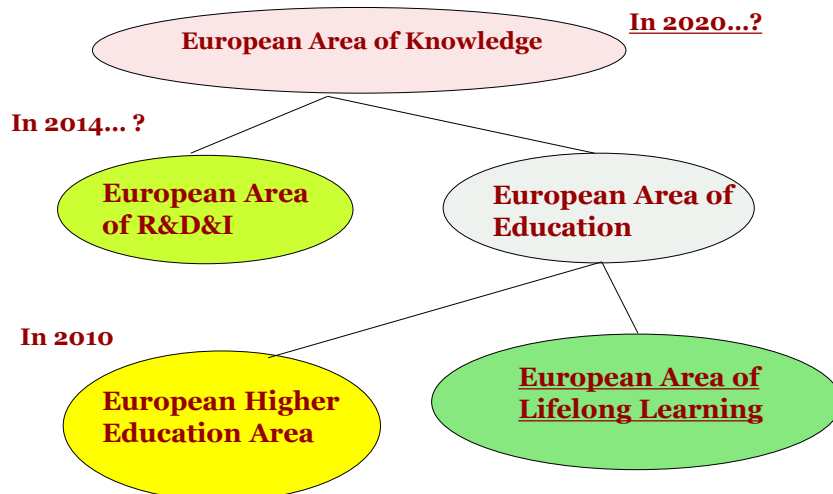 European Area of Knowledge
In 2020...?
In 2014... ?
European Area
of R&D&I
European Area of
Education
In 2010
European Higher
Education Area
European Area of
Lifelong Learning